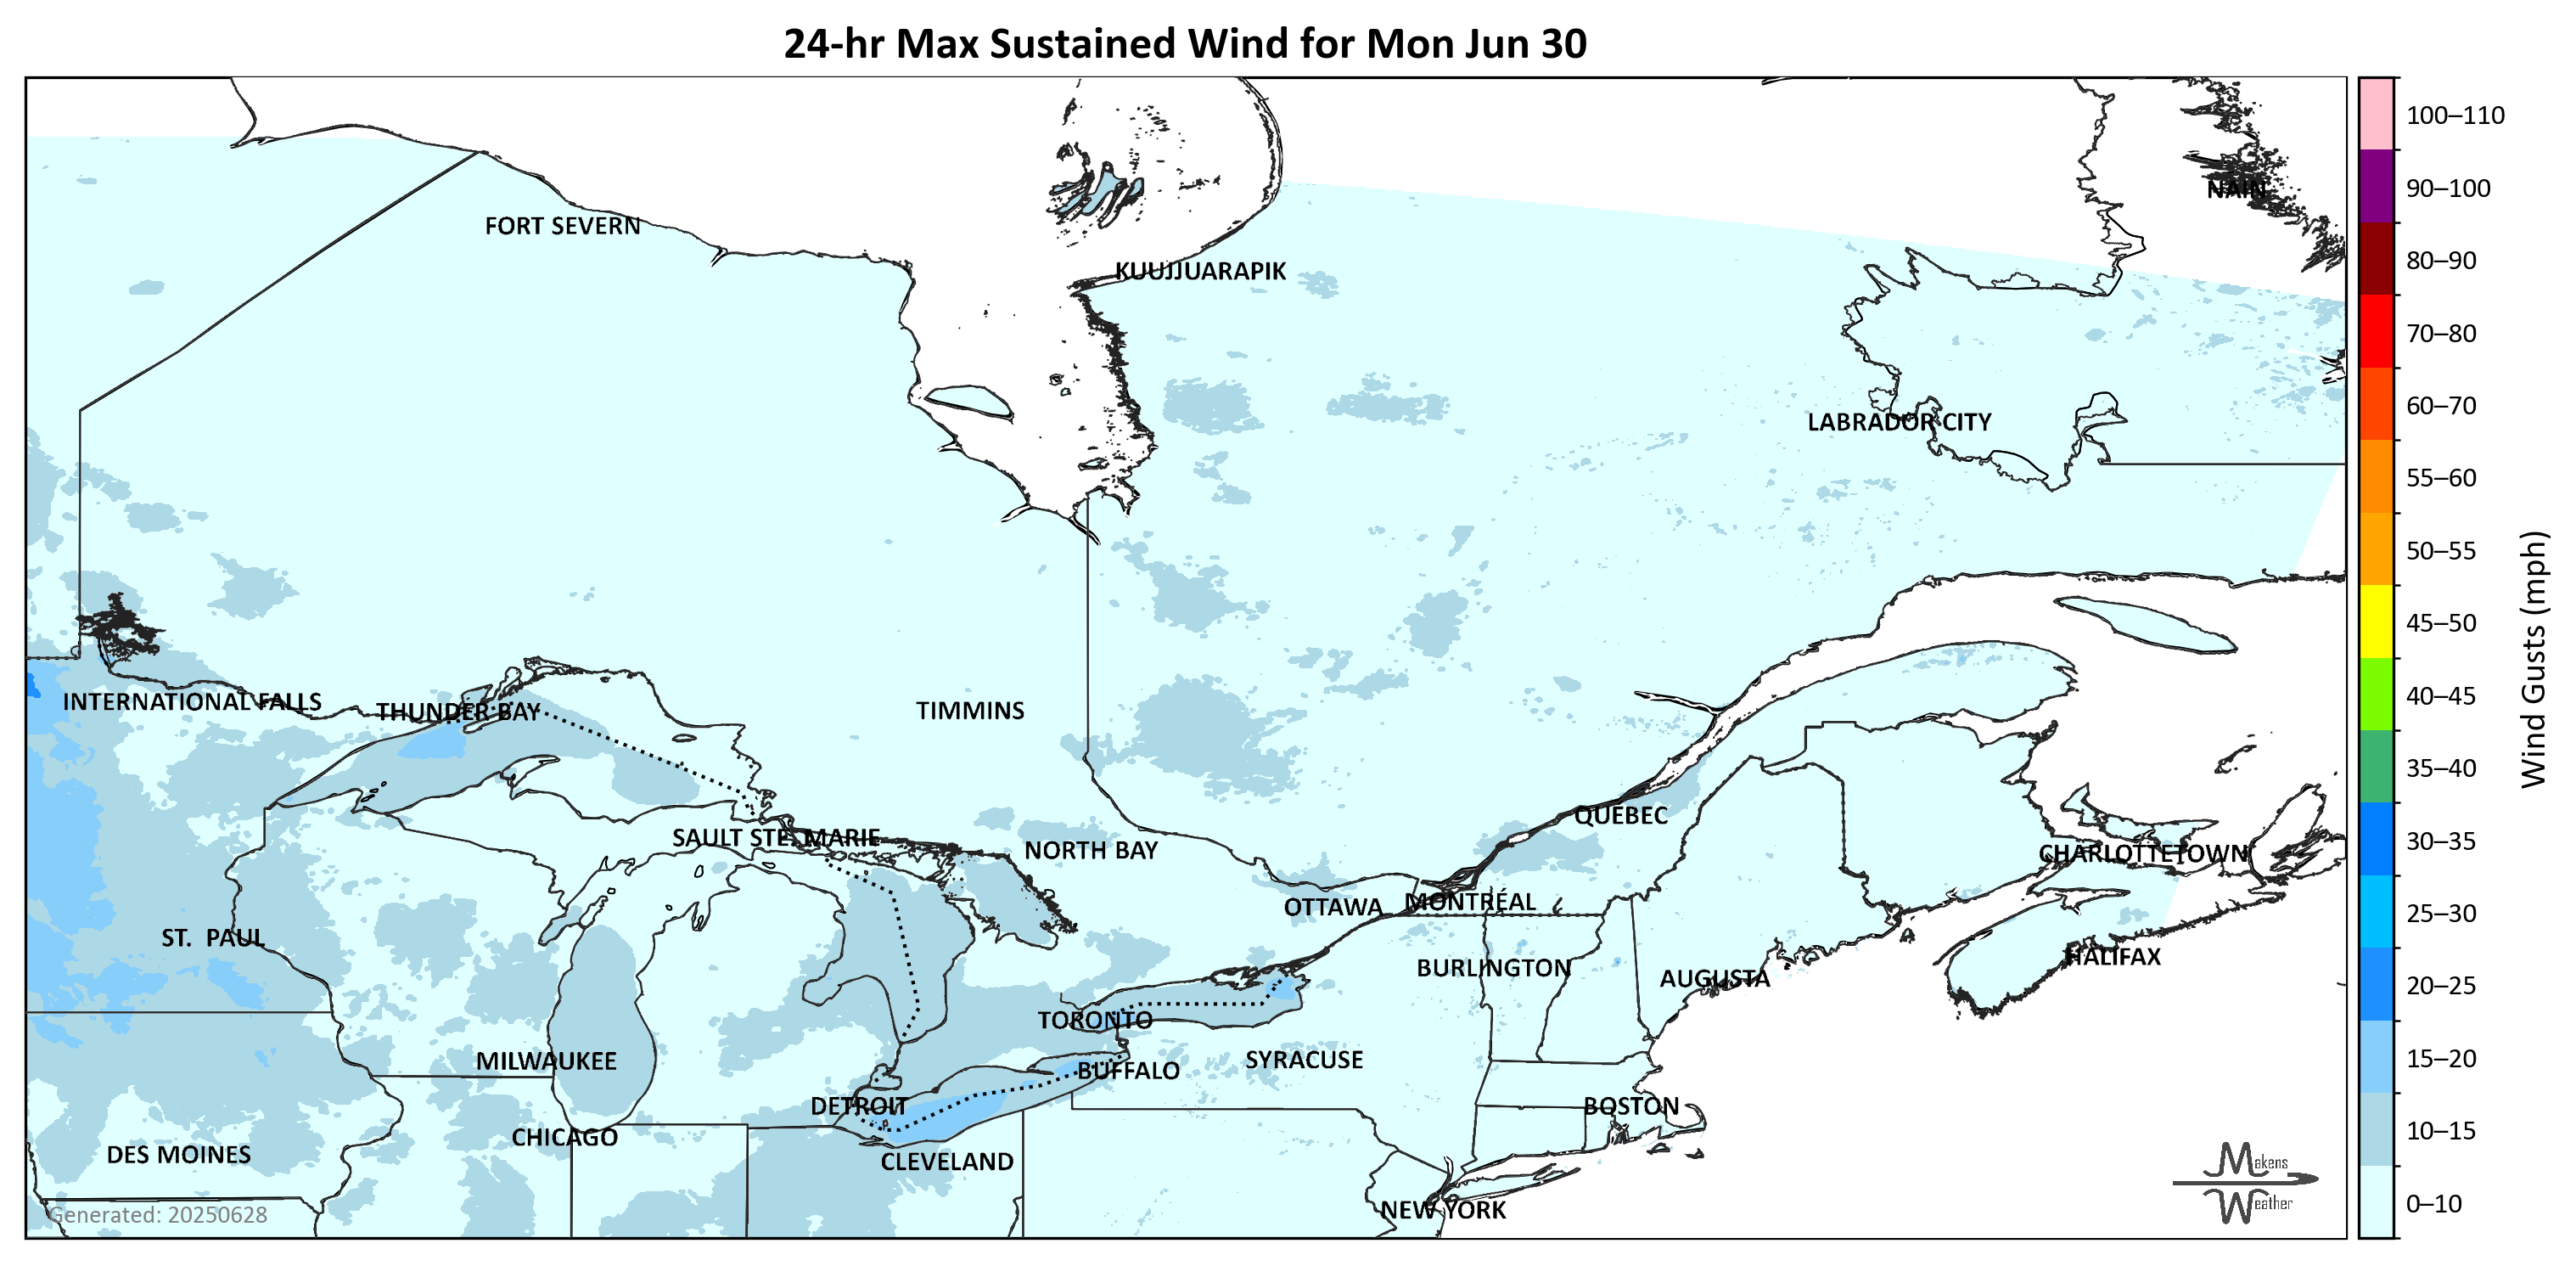 24-hr Max Sustained Wind for Mon Jun 30
100–110
90–100
NAIN
FORT SEVERN
80–90
KUUJJUARAPIK
70–80
60–70
LABRADOR CITY
55–60
50–55
45–50
Wind Gusts (mph)
INTERNATIONAL FALLS
THUNDER BAY
TIMMINS
40–45
35–40
QUEBEC
SAULT STE. MARIE
NORTH BAY
CHARLOTTETOWN
30–35
OTTAWA
MONTRÉAL
25–30
ST. PAUL
BURLINGTON
AUGUSTA
HALIFAX
20–25
TORONTO
MILWAUKEE
BUFFALO
SYRACUSE
15–20
DETROIT
BOSTON
CHICAGO
10–15
DES MOINES
CLEVELAND
Makens
Weather
NEW YORK
0–10
Generated: 20250628